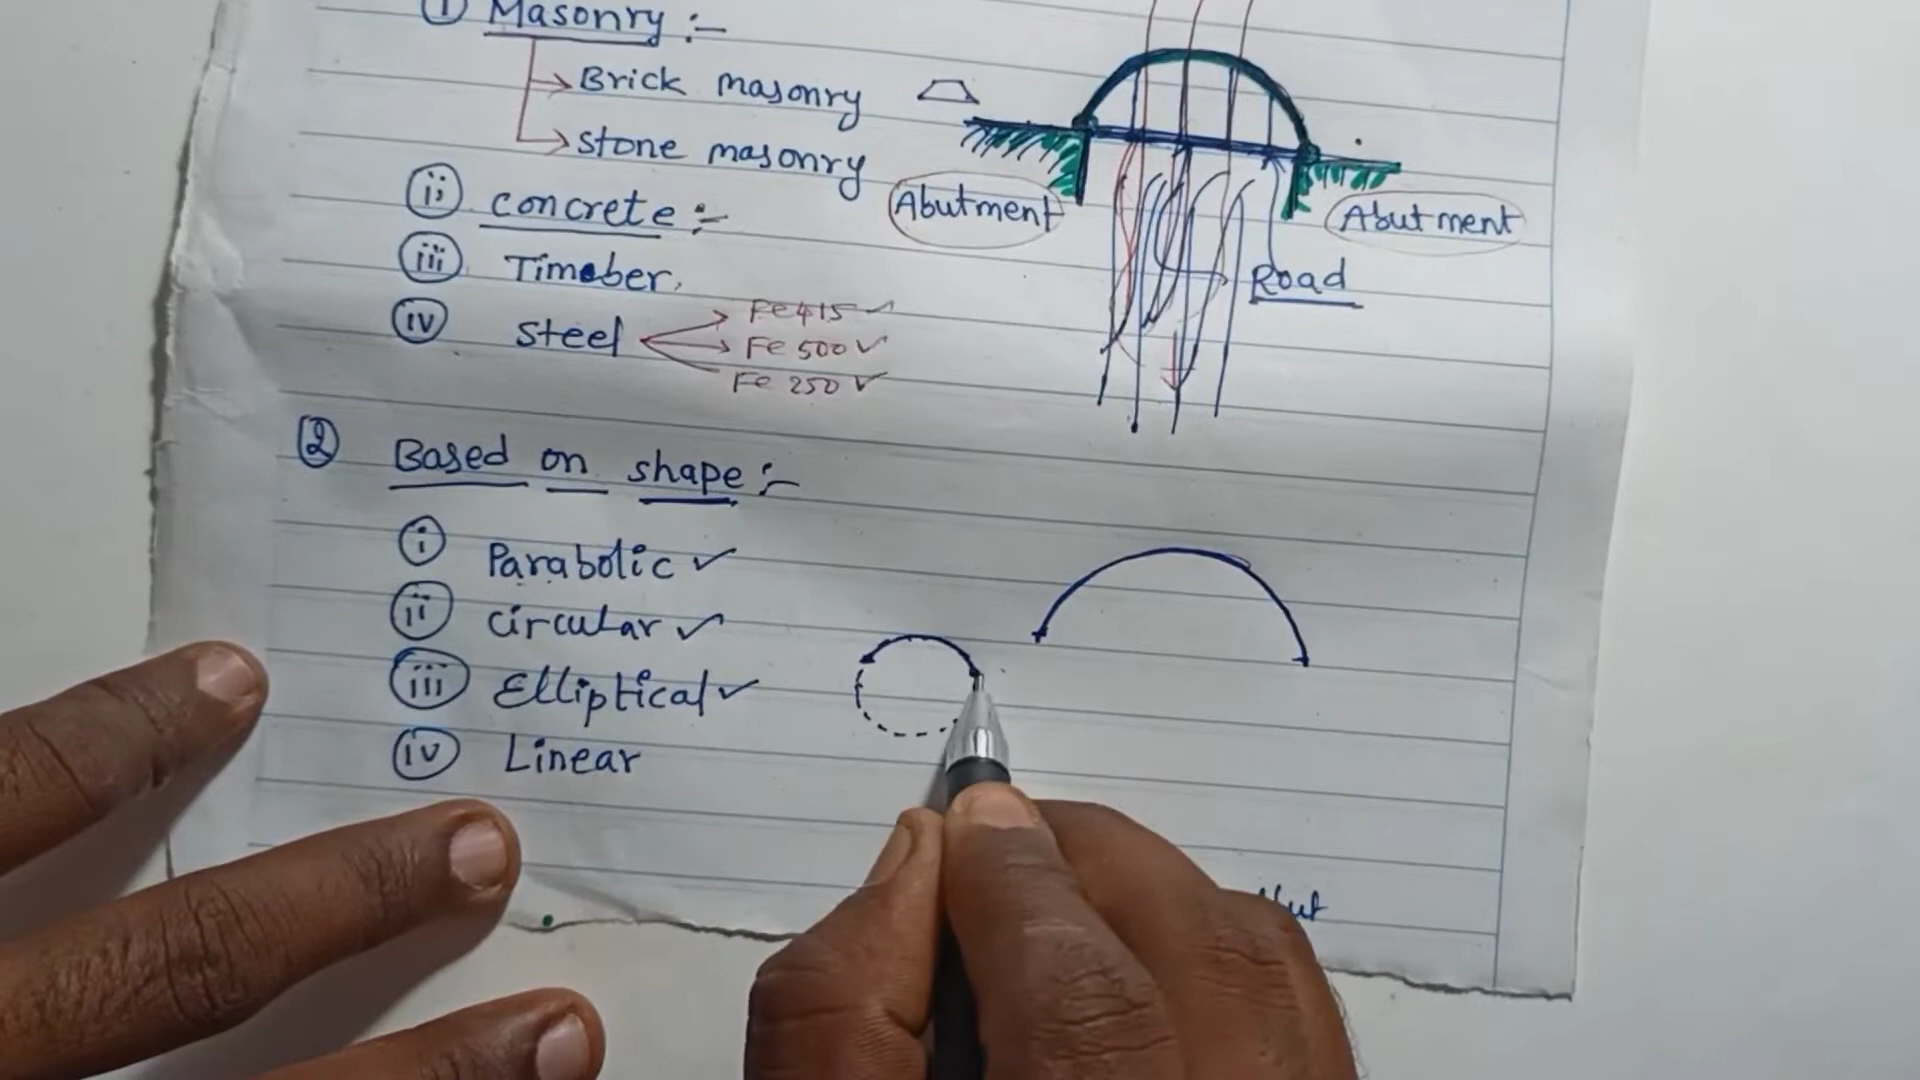 ① Masonry :-
Brick masonry
Stone masonry
Abutment
Abutment
ⅱ concrete :-
ⅲ Timber.
Road
ⅳ Steel
Fe415 ✓
Fe 500 ✓
Fe 250 ✓
② Based on shape :-
ⅰ Parabolic ✓
ⅱ circular ✓
ⅲ Elliptical ✓
ⅳ Linear